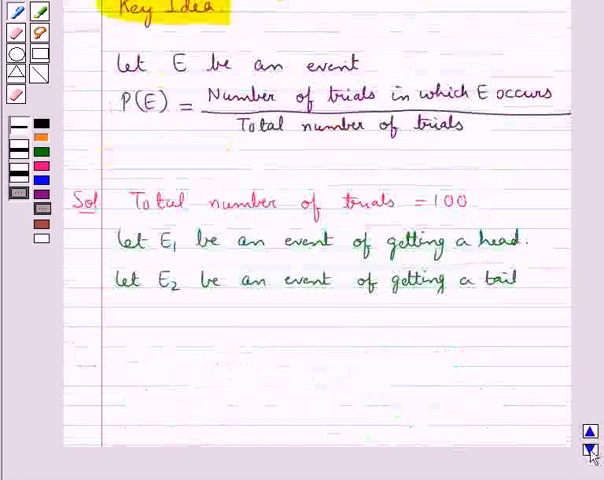 Key Idea.
Let E be an event
P(E) = Number of trials in which E occurs
Total number of trials
Sol Total number of trials = 100
Let E1 be an event of getting a head.
Let E2 be an event of getting a tail